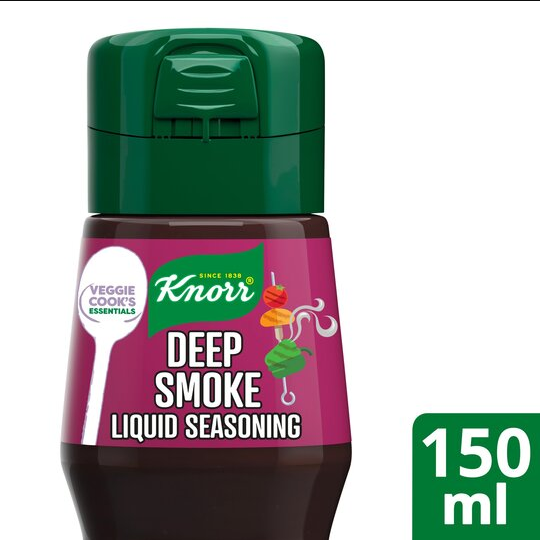 SINCE 1838
Knorr®
VEGGIE
COOK'S
ESSENTIALS
DEEP
SMOKE
LIQUID SEASONING
150
ml